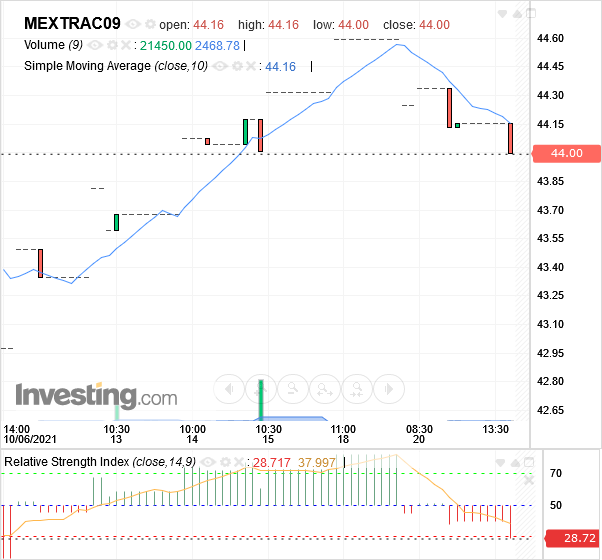 MEXTRAC09 open: 44.16 high: 44.16 low: 44.00 close: 44.00
Volume (9) : 21450.00 2468.78
Simple Moving Average (close,10) : 44.16
44.60
44.45
44.30
44.15
44.00
43.85
43.70
43.55
43.40
43.25
43.10
42.95
42.80
42.65
Investing.com
14:00 10:30 10:00 10:45 11:00 08:30 13:30
10/06/2021 13 14 15 18 20
Relative Strength Index (close,14,9) : 28.717 37.997
70
50
28.72